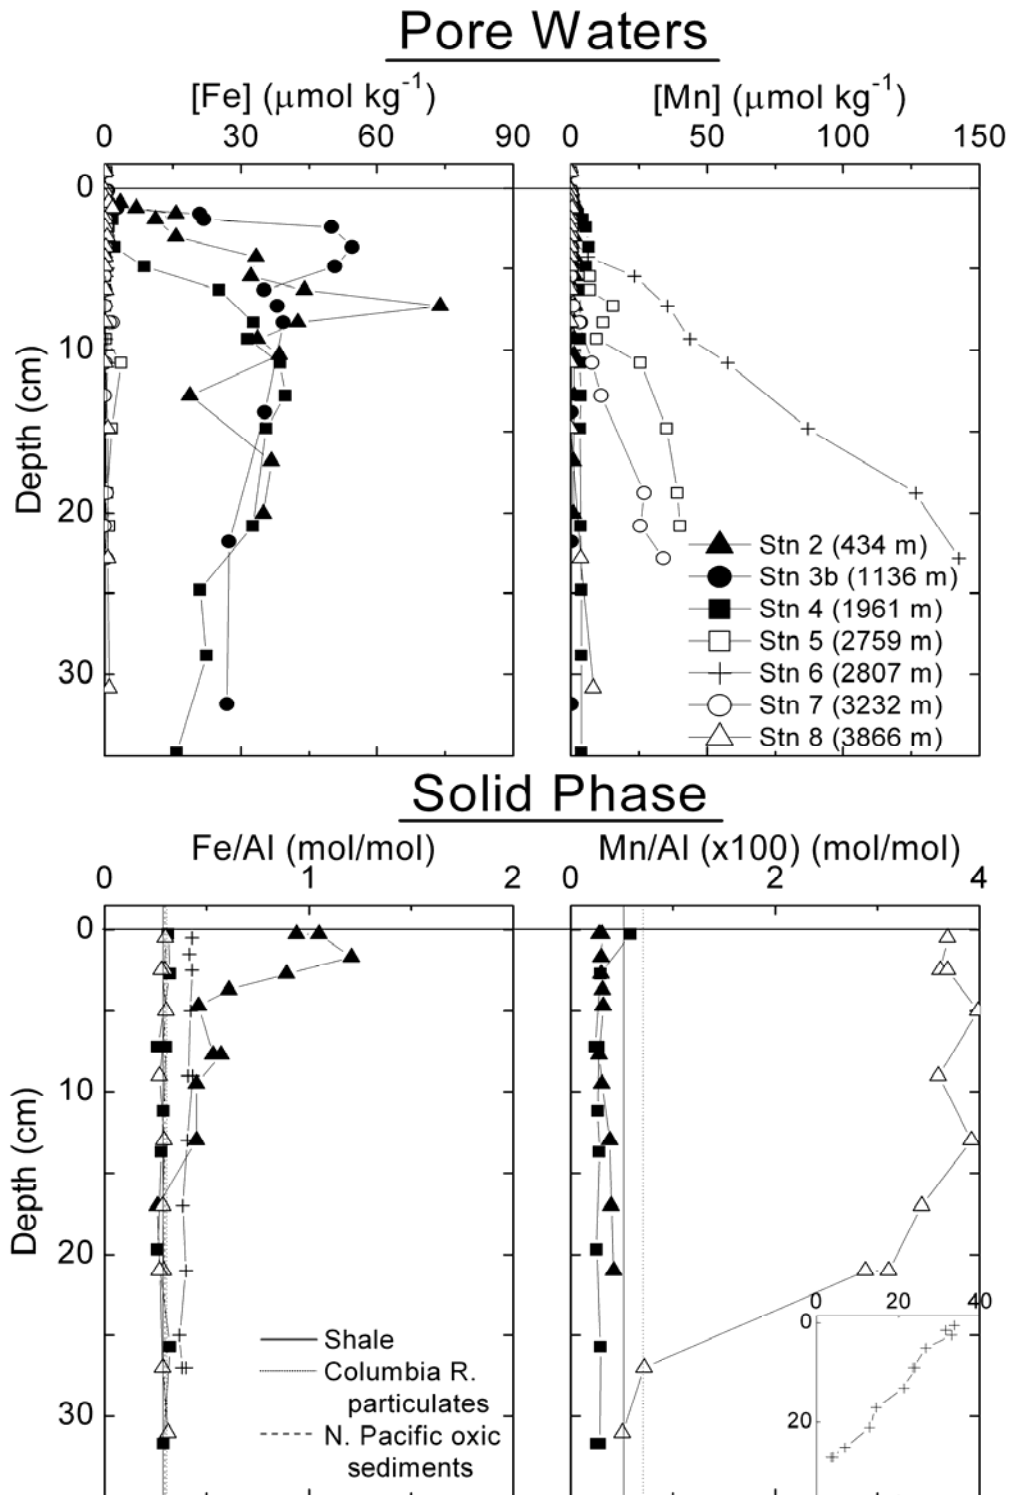 Pore Waters
[Fe] (μmol kg⁻¹)
[Mn] (μmol kg⁻¹)
0 30 60 90
0 50 100 150
Depth (cm)
0
10
20
30
Stn 2 (434 m)
Stn 3b (1136 m)
Stn 4 (1961 m)
Stn 5 (2759 m)
Stn 6 (2807 m)
Stn 7 (3232 m)
Stn 8 (3866 m)
Solid Phase
Fe/Al (mol/mol)
Mn/Al (x100) (mol/mol)
0 1 2
0 2 4
Depth (cm)
0
10
20
30
Shale
Columbia R.
particulates
N. Pacific oxic
sediments
0 20 40
0
20